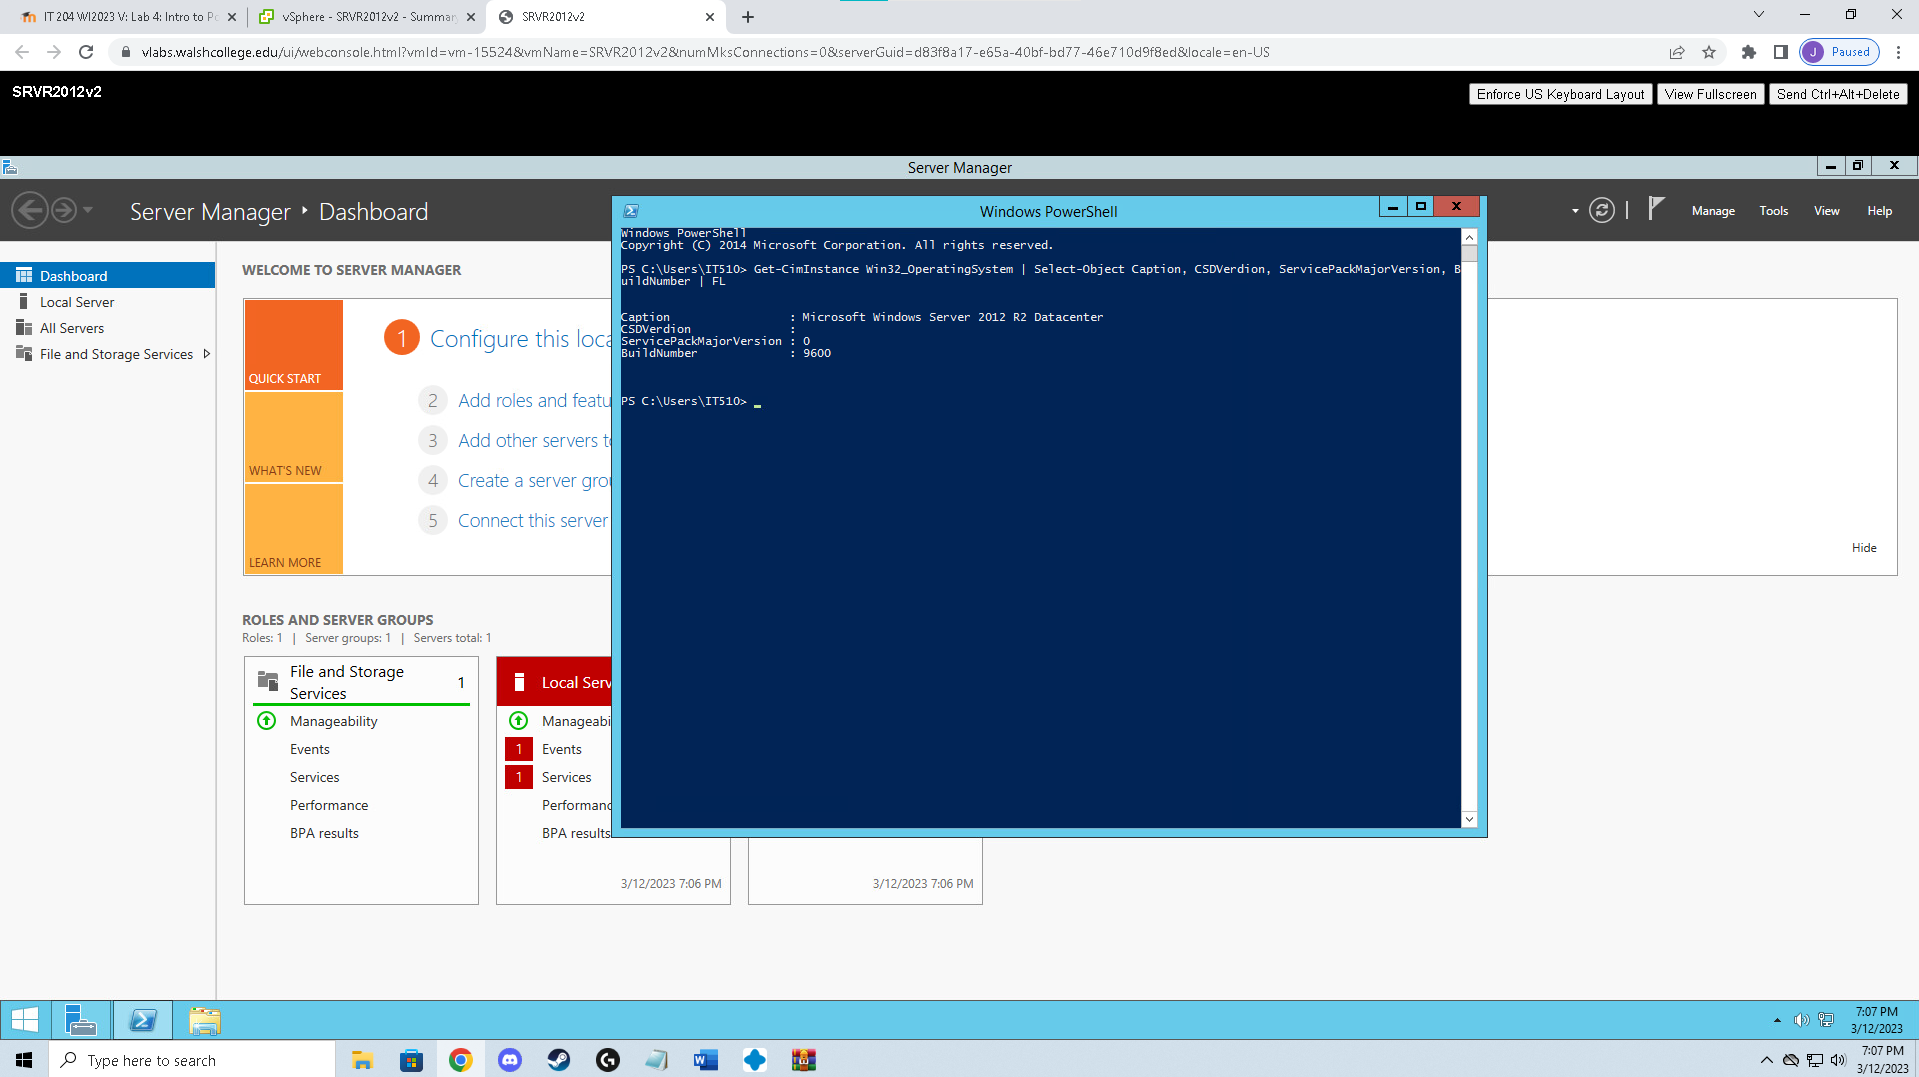 IT 204 WI2023 V: Lab 4: Intro to Po
vSphere - SRVR2012v2 - Summary
SRVR2012v2
vlabs.walshcollege.edu/ui/webconsole.html?vmId=vm-15524&vmName=SRVR2012v2&numMksConnections=0&serverGuid=d83f8a17-e65a-40bf-bd77-46e710d9f8ed&locale=en-US
J Paused
SRVR2012v2
Enforce US Keyboard Layout View Fullscreen Send Ctrl+Alt+Delete
Server Manager
Server Manager ‣ Dashboard
Manage Tools View Help
Dashboard
Local Server
All Servers
File and Storage Services
WELCOME TO SERVER MANAGER
QUICK START
WHAT'S NEW
LEARN MORE
1 Configure this loca
2 Add roles and featu
3 Add other servers to
4 Create a server grou
5 Connect this server
Hide
Windows PowerShell
Windows PowerShell
Copyright (C) 2014 Microsoft Corporation. All rights reserved.
PS C:\Users\IT510> Get-CimInstance Win32_OperatingSystem | Select-Object Caption, CSDVerdion, ServicePackMajorVersion, B
uildNumber | FL
Caption : Microsoft Windows Server 2012 R2 Datacenter
CSDVerdion :
ServicePackMajorVersion : 0
BuildNumber : 9600
PS C:\Users\IT510> _
ROLES AND SERVER GROUPS
Roles: 1 | Server groups: 1 | Servers total: 1
File and Storage
Services
1
Manageability
Events
Services
Performance
BPA results
Local Serv
Manageabi
1 Events
1 Services
Performanc
BPA results
3/12/2023 7:06 PM
3/12/2023 7:06 PM
7:07 PM
3/12/2023
Type here to search
7:07 PM
3/12/2023